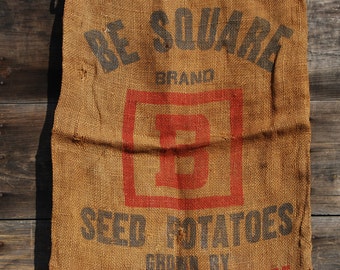 BE SQUARE
BRAND
B
SEED POTATOES
GROWN BY